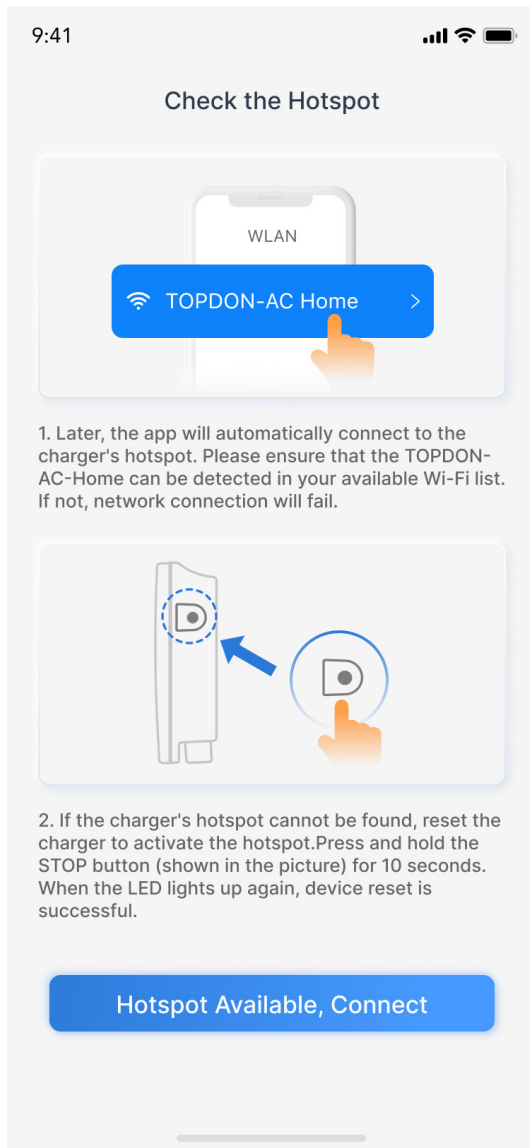 9:41
Check the Hotspot
WLAN
TOPDON-AC Home
1. Later, the app will automatically connect to the
charger's hotspot. Please ensure that the TOPDON-
AC-Home can be detected in your available Wi-Fi list.
If not, network connection will fail.
2. If the charger's hotspot cannot be found, reset the
charger to activate the hotspot.Press and hold the
STOP button (shown in the picture) for 10 seconds.
When the LED lights up again, device reset is
successful.
Hotspot Available, Connect